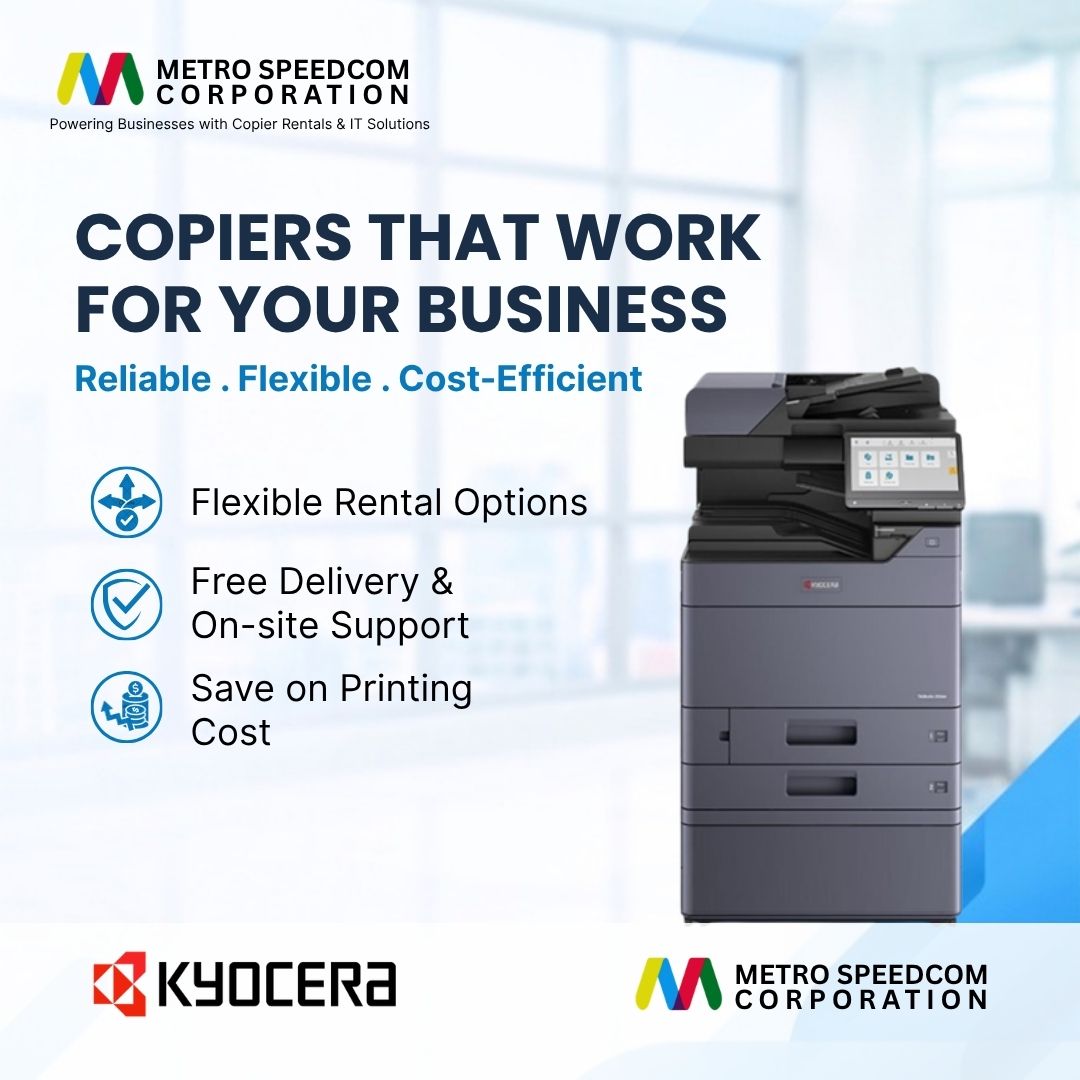 METRO SPEEDCOM
CORPORATION
Powering Businesses with Copier Rentals & IT Solutions
COPIERS THAT WORK
FOR YOUR BUSINESS
Reliable . Flexible . Cost-Efficient
Flexible Rental Options
Free Delivery &
On-site Support
Save on Printing
Cost
KYOCERA
KYOCERA
METRO SPEEDCOM
CORPORATION